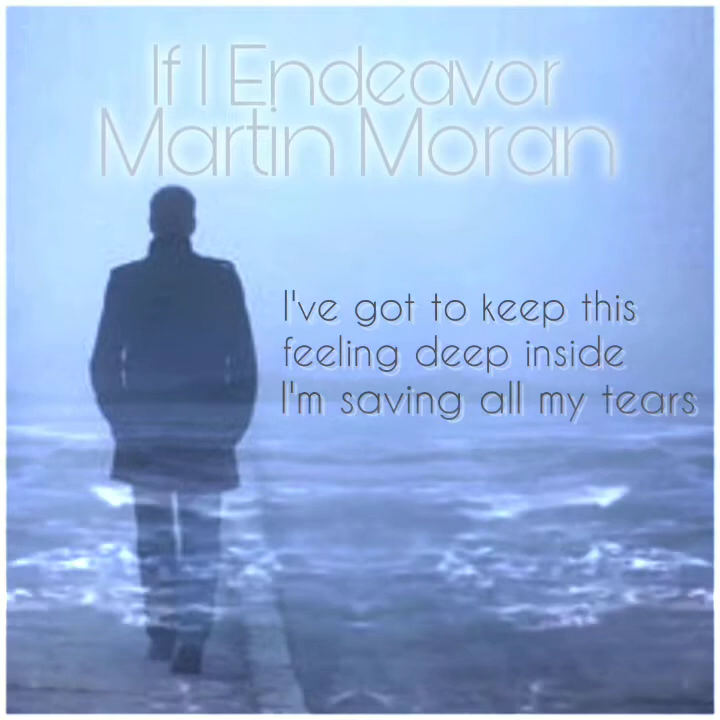 If I Endeavor
Martin Moran
I've got to keep this
feeling deep inside
I'm saving all my tears